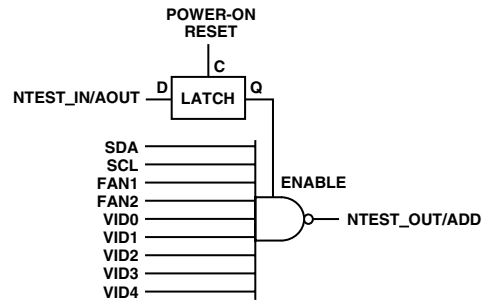 POWER-ON
RESET
C
D
Q
NTEST_IN/AOUT
LATCH
SDA
SCL
FAN1
ENABLE
FAN2
VID0
NTEST_OUT/ADD
VID1
VID2
VID3
VID4